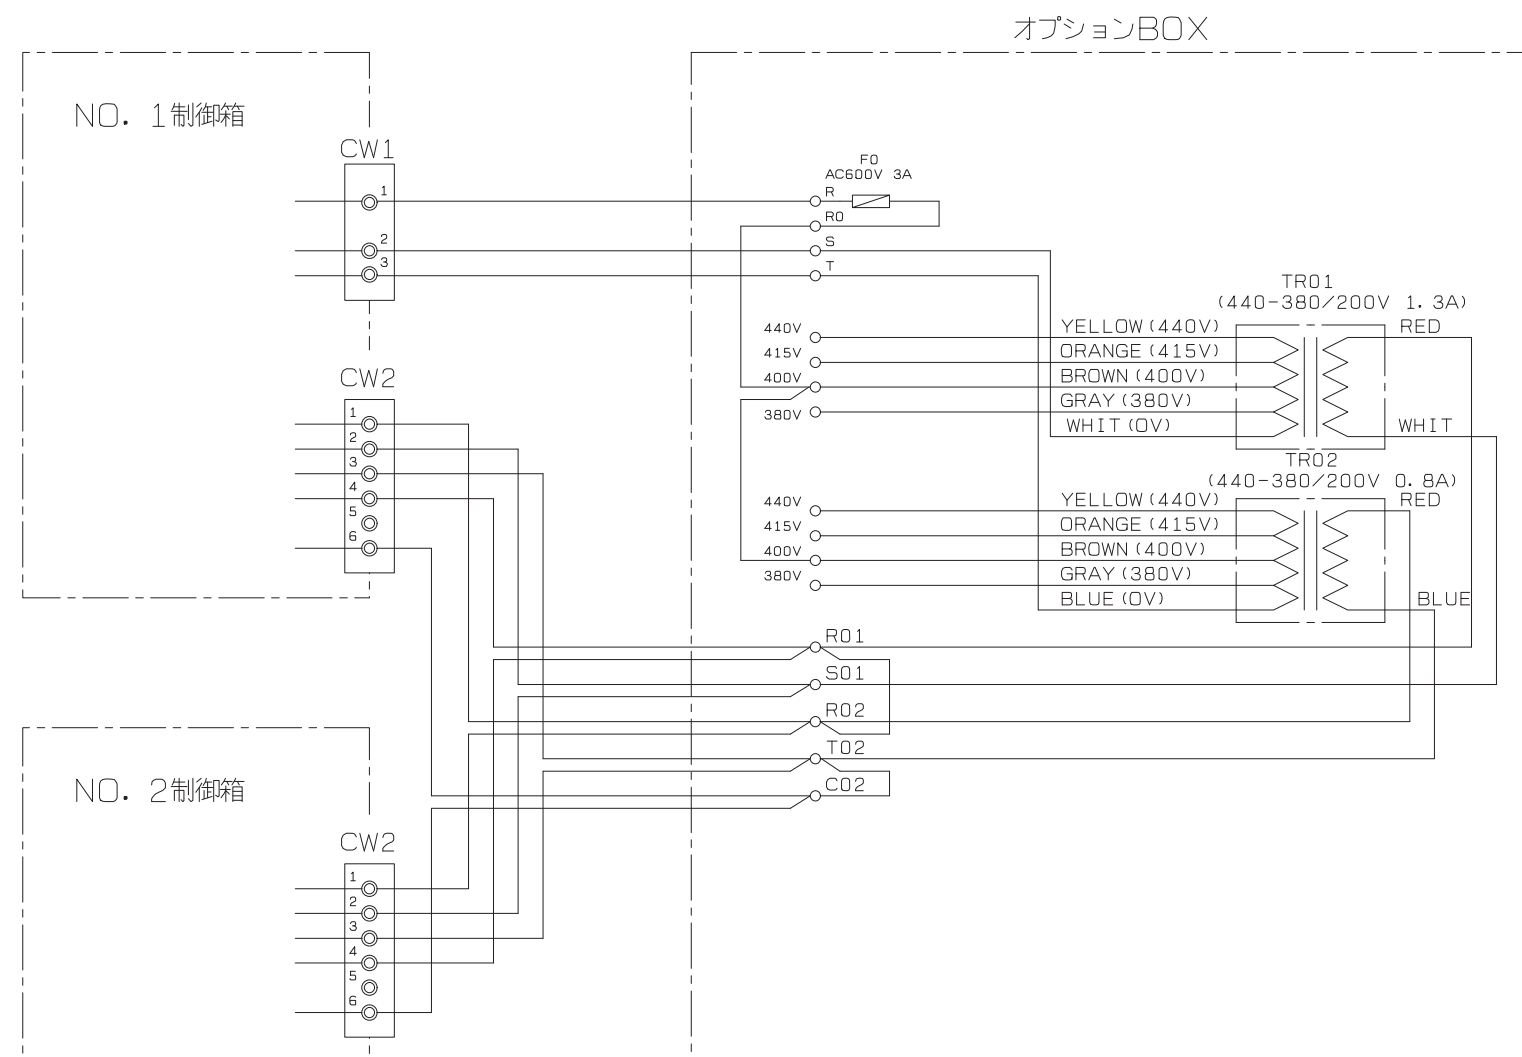 オプションBOX
NO. 1制御箱
CW1
1
2
3
F0
AC600V 3A
R
R0
S
T
TR01
(440-380/200V 1. 3A)
440V
YELLOW(440V)
RED
415V
ORANGE(415V)
400V
BROWN(400V)
380V
GRAY(380V)
WHIT(0V)
WHIT
CW2
1
2
3
4
5
6
TR02
(440-380/200V 0. 8A)
440V
YELLOW(440V)
RED
415V
ORANGE(415V)
400V
BROWN(400V)
380V
GRAY(380V)
BLUE(0V)
BLUE
R01
S01
R02
T02
C02
NO. 2制御箱
CW2
1
2
3
4
5
6